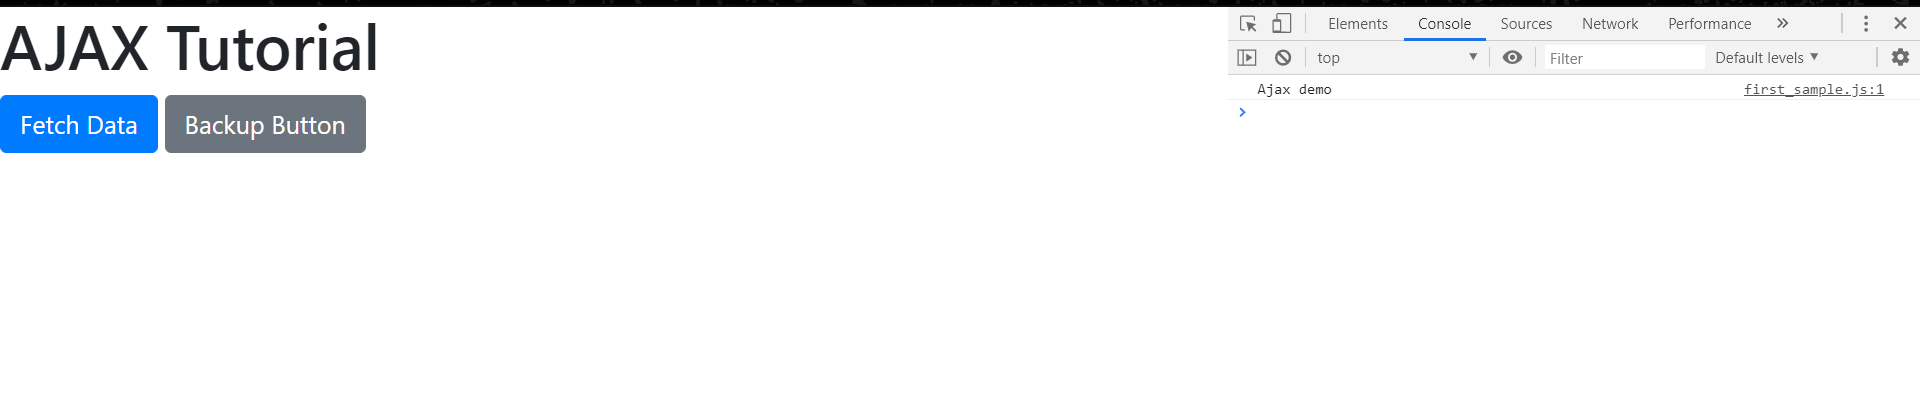 AJAX Tutorial
Fetch Data Backup Button
Elements Console Sources Network Performance
top Filter Default levels
Ajax demo first_sample.js:1